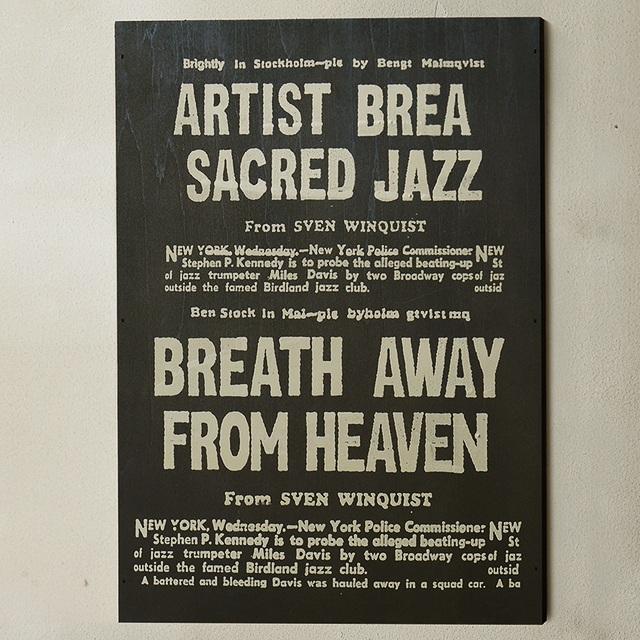 Brightly in Stockholm—pie by Bengt Malmqvist
ARTIST BREA
SACRED JAZZ
From SVEN WINQUIST
NEW YORK, Wednesday.—New York Police Commissioner NEW
Stephen P. Kennedy is to probe the alleged beating-up St
of jazz trumpeter Miles Davis by two Broadway cops of jaz
outside the famed Birdland jazz club. outsid
Ben Stock in Mal—pie byholm gtvist mq
BREATH AWAY
FROM HEAVEN
From SVEN WINQUIST
NEW YORK, Wednesday.—New York Police Commissioner NEW
Stephen P. Kennedy is to probe the alleged beating-up St
of jazz trumpeter Miles Davis by two Broadway cops of jaz
outside the famed Birdland jazz club. outsid
A battered and bleeding Davis was hauled away in a squad car. A ba